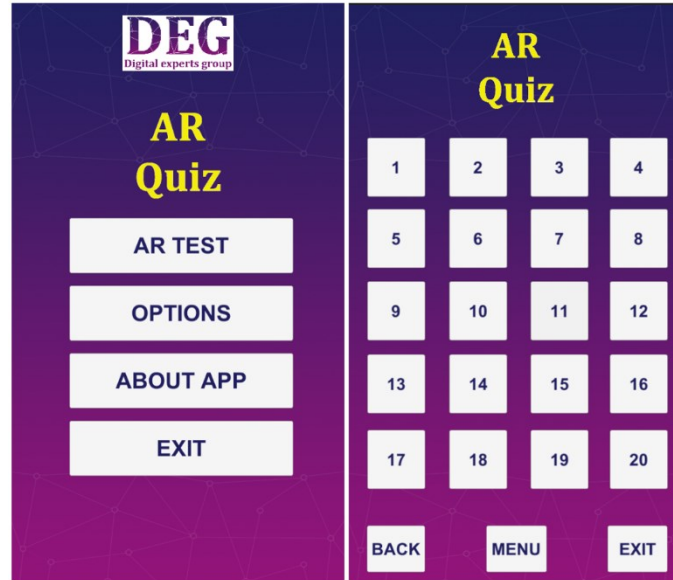 DEG
Digital experts group
AR
Quiz
AR TEST
OPTIONS
ABOUT APP
EXIT
AR
Quiz
1 2 3 4
5 6 7 8
9 10 11 12
13 14 15 16
17 18 19 20
BACK MENU EXIT